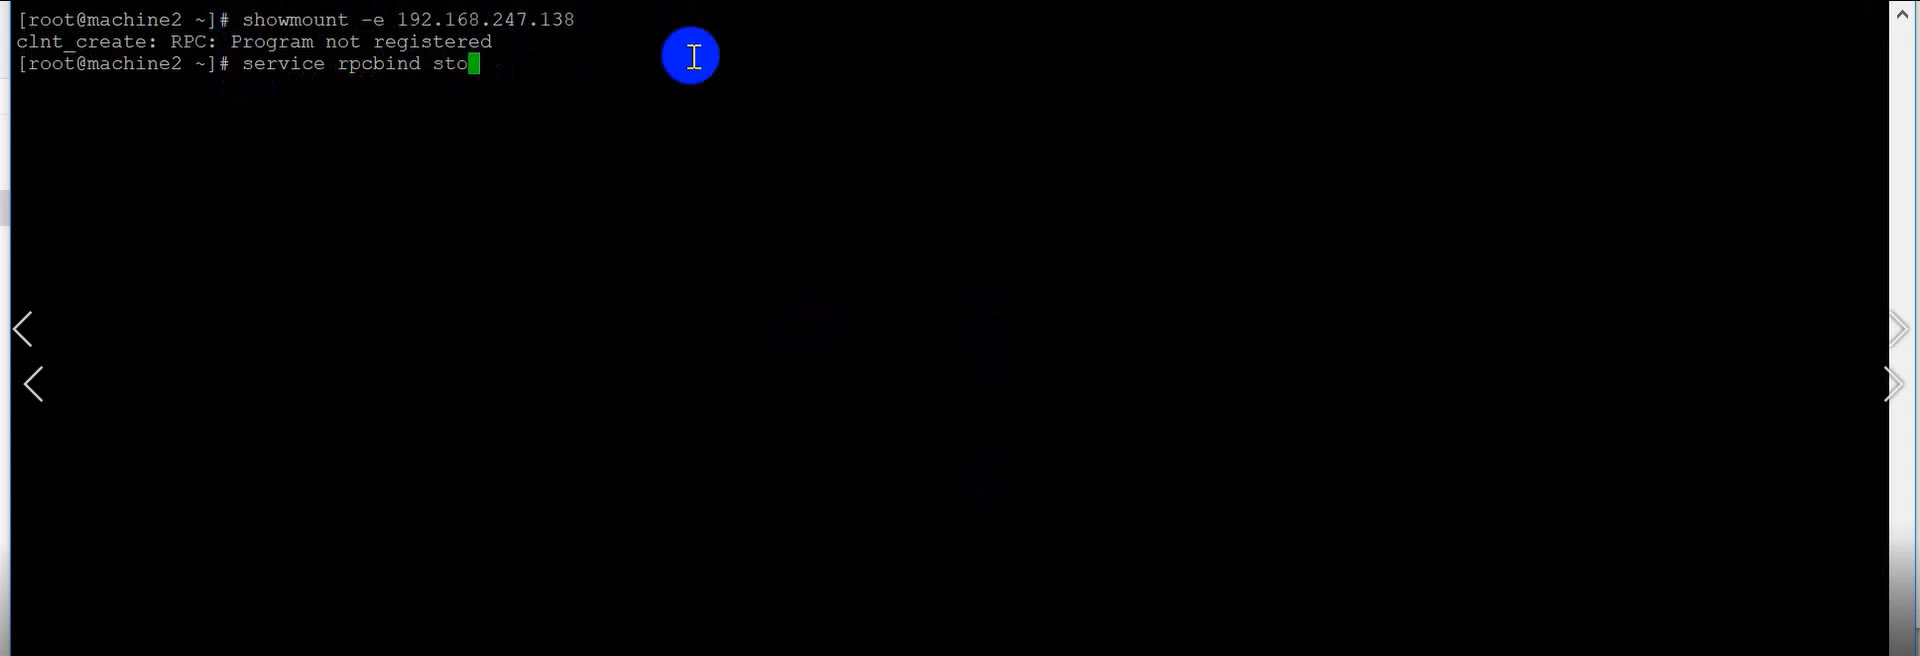 [root@machine2 ~]# showmount -e 192.168.247.138
clnt_create: RPC: Program not registered
[root@machine2 ~]# service rpcbind sto